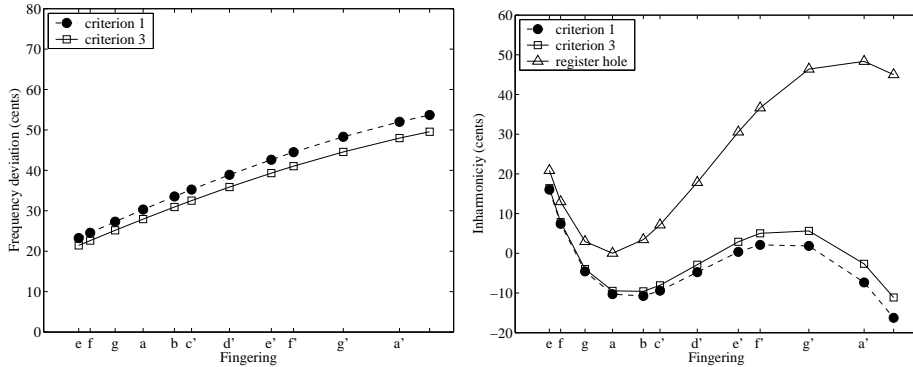 criterion 1
criterion 3
Frequency deviation (cents)
80
70
60
50
40
30
20
10
0
e f g a b c’ d’ e’ f’ g’ a’
Fingering
criterion 1
criterion 3
register hole
Inharmoniciy (cents)
60
50
40
30
20
10
0
−10
−20
e f g a b c’ d’ e’ f’ g’ a’
Fingering